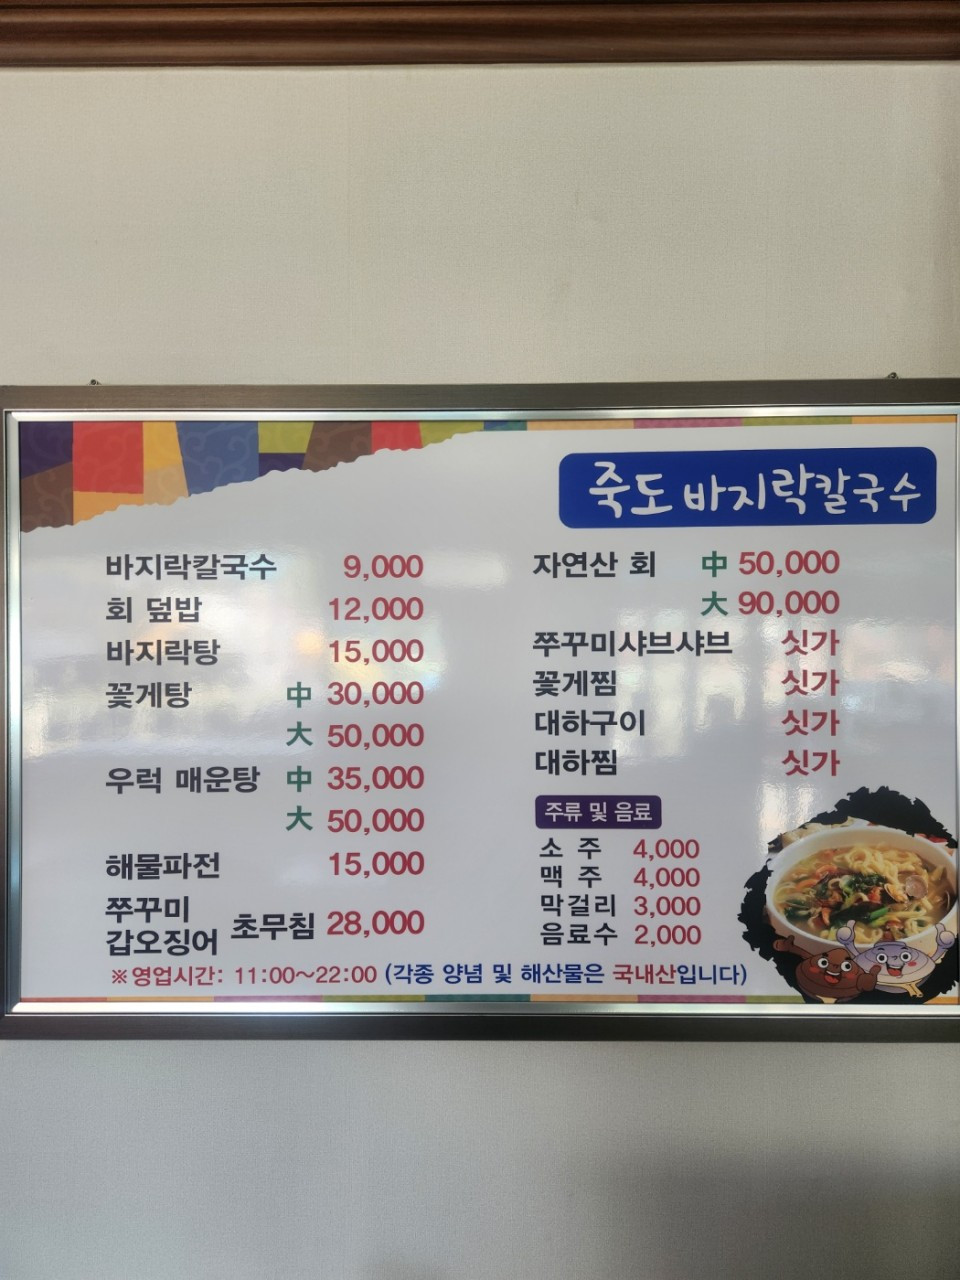 죽도 바지락칼국수
바지락칼국수 9,000
회 덮밥 12,000
바지락탕 15,000
꽃게탕 中 30,000
大 50,000
우럭 매운탕 中 35,000
大 50,000
해물파전 15,000
쭈꾸미
갑오징어 초무침 28,000
자연산 회 中 50,000
大 90,000
쭈꾸미샤브샤브 싯가
꽃게찜 싯가
대하구이 싯가
대하찜 싯가
주류 및 음료
소 주 4,000
맥 주 4,000
막걸리 3,000
음료수 2,000
※영업시간: 11:00~22:00 (각종 양념 및 해산물은 국내산입니다)